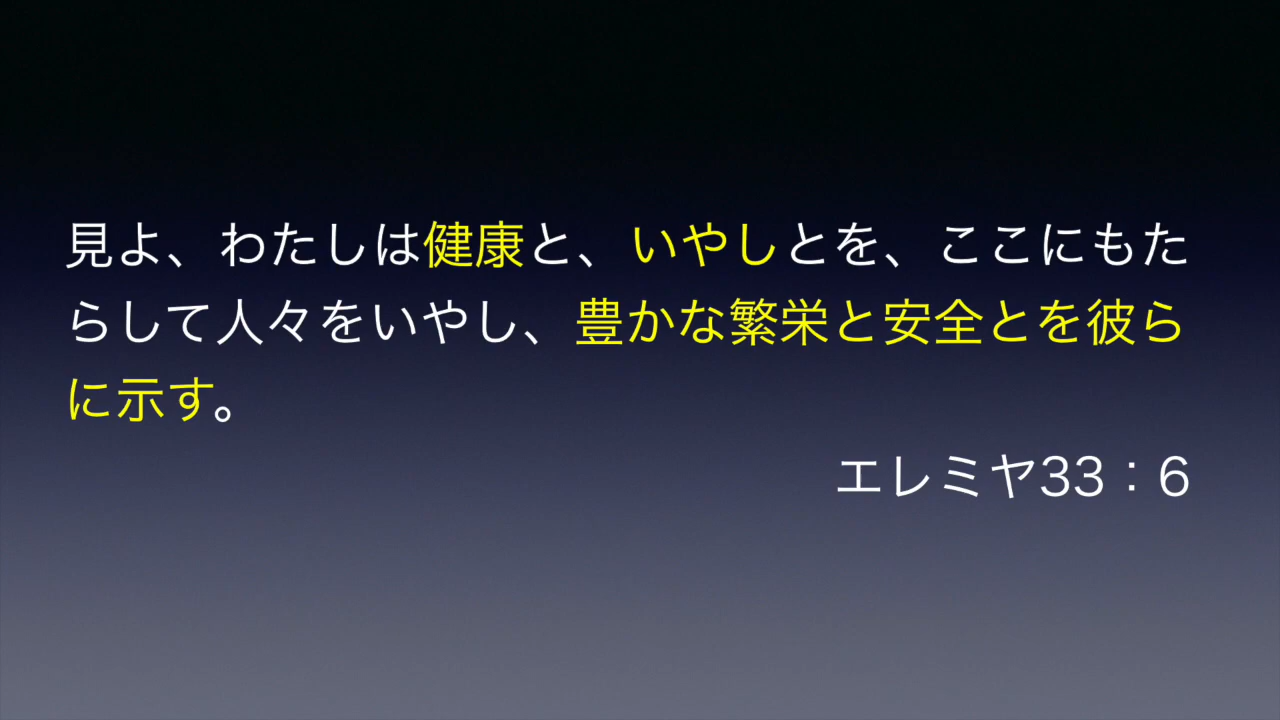 見よ、わたしは健康と、いやしとを、ここにもた
らして人々をいやし、豊かな繁栄と安全とを彼ら
に示す。
エレミヤ33：6